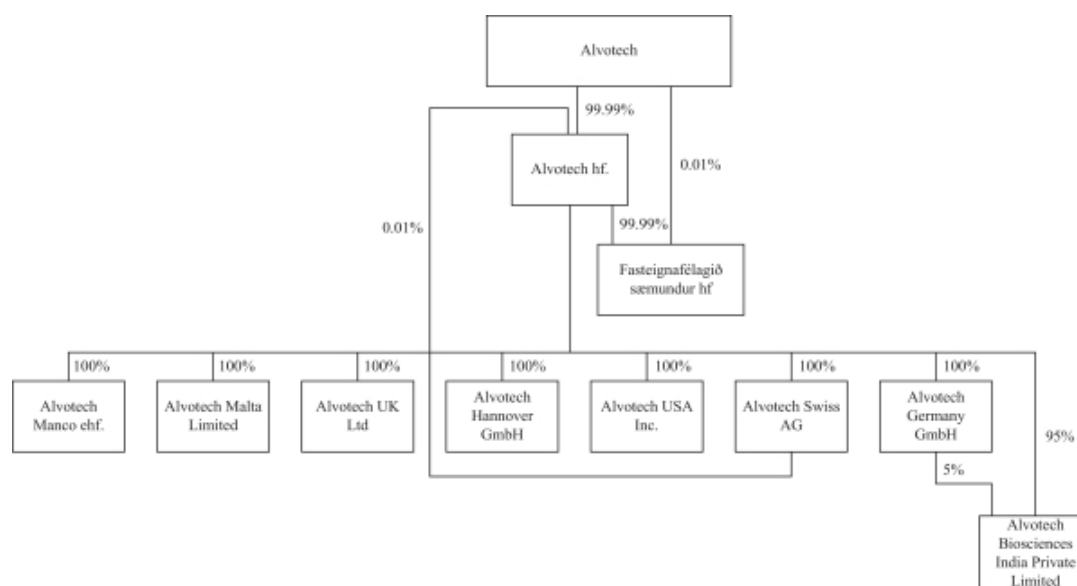 Alvotech
99.99%
Alvotech hf.
0.01%
0.01%
99.99%
Fasteignafélagið
sæmundur hf
100%
100%
100%
100%
100%
100%
100%
Alvotech
Manco ehf.
Alvotech Malta
Limited
Alvotech UK
Ltd
Alvotech
Hannover
GmbH
Alvotech USA
Inc.
Alvotech Swiss
AG
Alvotech
Germany
GmbH
95%
5%
Alvotech
Biosciences
India Private
Limited